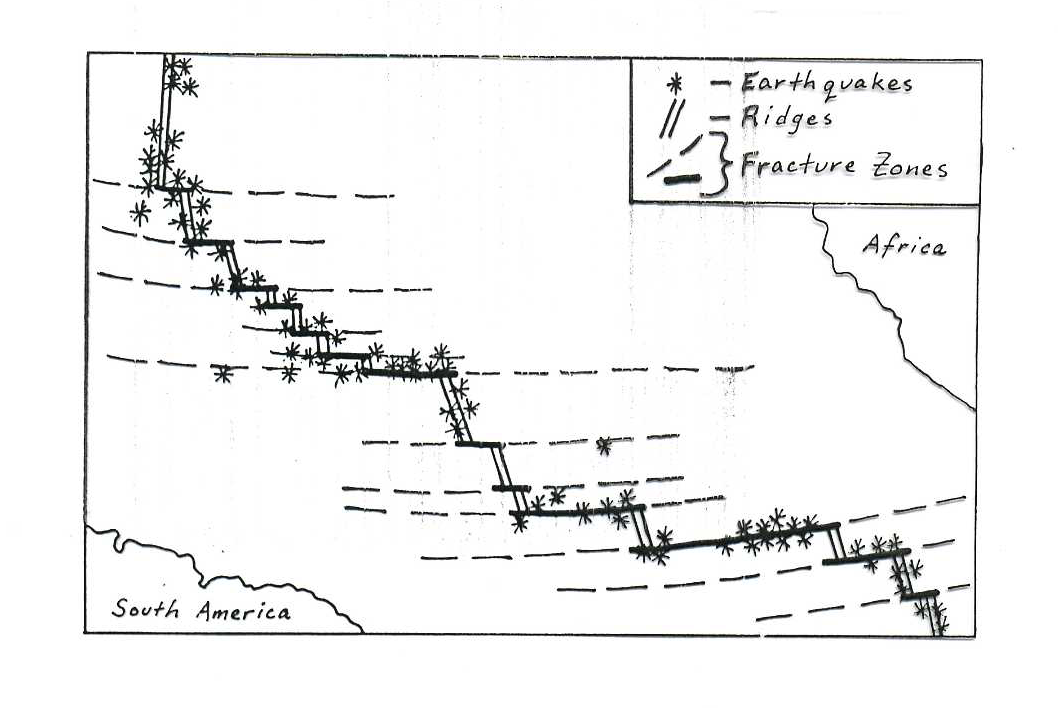 — Earthquakes
— Ridges
Fracture Zones
Africa
South America